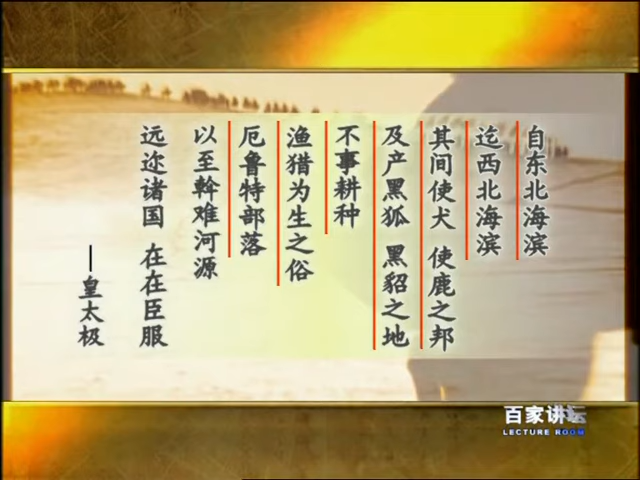 自东北海滨
迄西北海滨
其间使犬 使鹿之邦
及产黑狐 黑貂之地
不事耕种
渔猎为生之俗
厄鲁特部落
以至斡难河源
远迩诸国 在在臣服
—皇太极
百家讲坛
LECTURE ROOM